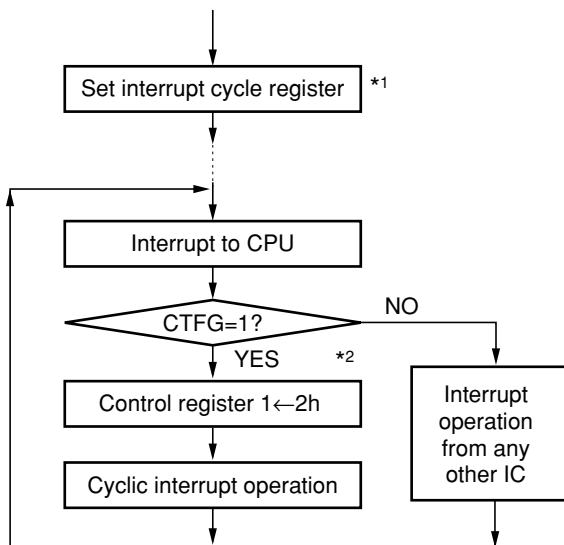 Set interrupt cycle register *1
Interrupt to CPU
CTFG=1?
NO
YES *2
Control register 1←2h
Cyclic interrupt operation
Interrupt
operation
from any
other IC